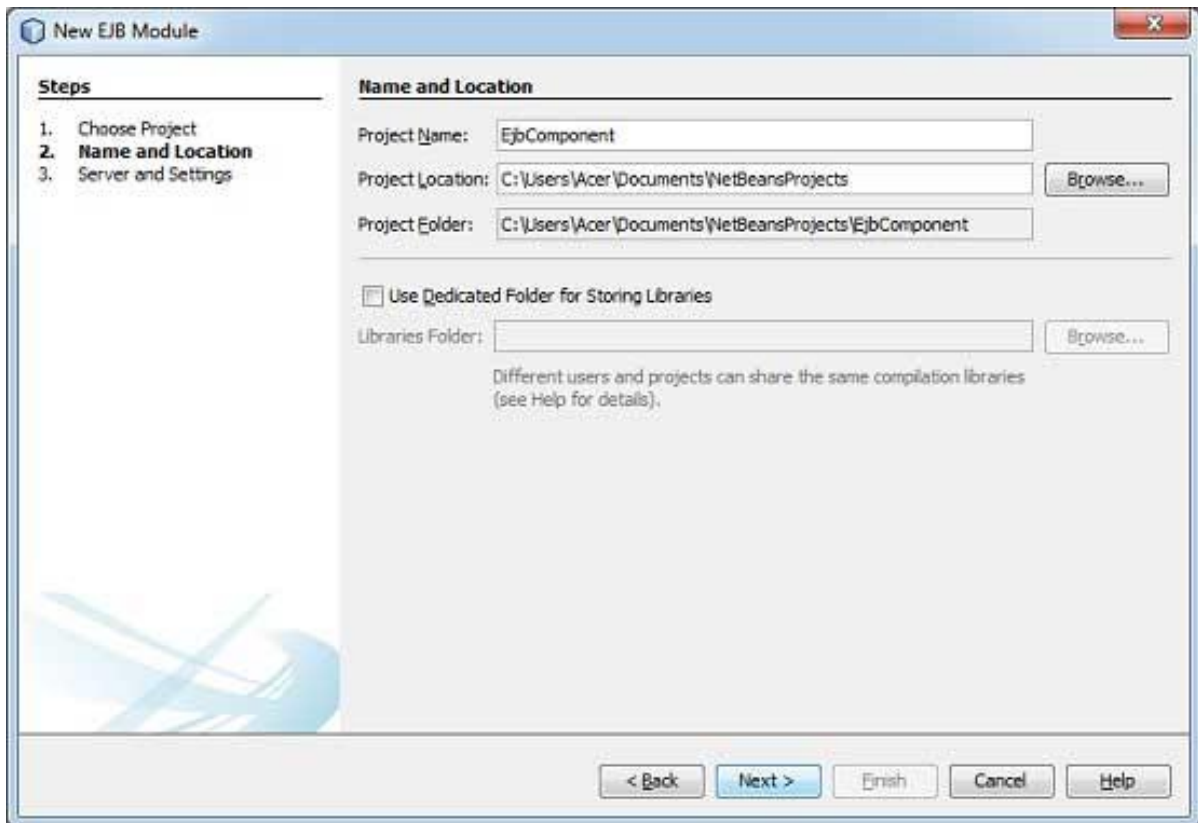 New EJB Module
Steps
1. Choose Project
2. Name and Location
3. Server and Settings
Name and Location
Project Name: EjbComponent
Project Location: C:\Users\Acer\Documents\NetBeansProjects Browse...
Project Folder: C:\Users\Acer\Documents\NetBeansProjects\EjbComponent
Use Dedicated Folder for Storing Libraries
Libraries Folder: Browse...
Different users and projects can share the same compilation libraries
(see Help for details).
< Back Next > Finish Cancel Help